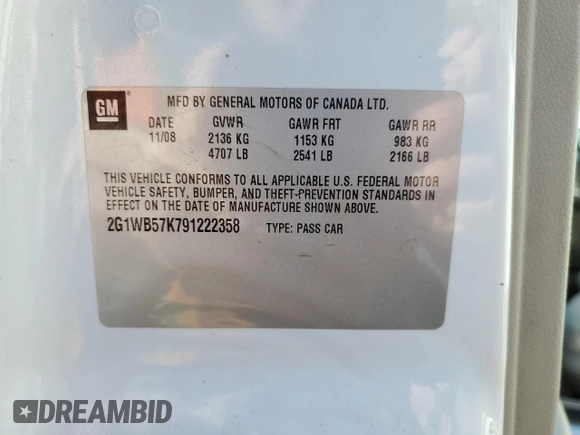 GM
MFD BY GENERAL MOTORS OF CANADA LTD.
DATE GVWR GAWR FRT GAWR RR
11/08 2136 KG 1153 KG 983 KG
4707 LB 2541 LB 2166 LB
THIS VEHICLE CONFORMS TO ALL APPLICABLE U.S. FEDERAL MOTOR
VEHICLE SAFETY, BUMPER, AND THEFT-PREVENTION STANDARDS IN
EFFECT ON THE DATE OF MANUFACTURE SHOWN ABOVE.
2G1WB57K791222358 TYPE: PASS CAR
DREAMBID